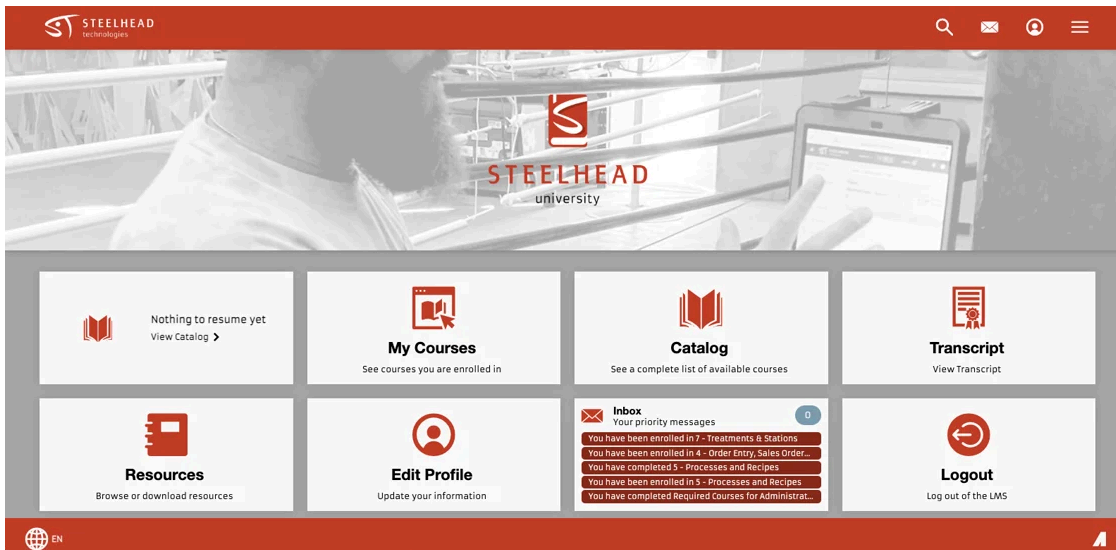 STEELHEAD
technologies
STEELHEAD
university
Nothing to resume yet
View Catalog
My Courses
See courses you are enrolled in
Catalog
See a complete list of available courses
Transcript
View Transcript
Resources
Browse or download resources
Edit Profile
Update your information
Inbox
Your priority messages
0
You have been enrolled in 7 - Treatments & Stations
You have been enrolled in 4 - Order Entry, Sales Order...
You have completed 5 - Processes and Recipes
You have been enrolled in 5 - Processes and Recipes
You have completed Required Courses for Administrat...
Logout
Log out of the LMS
EN